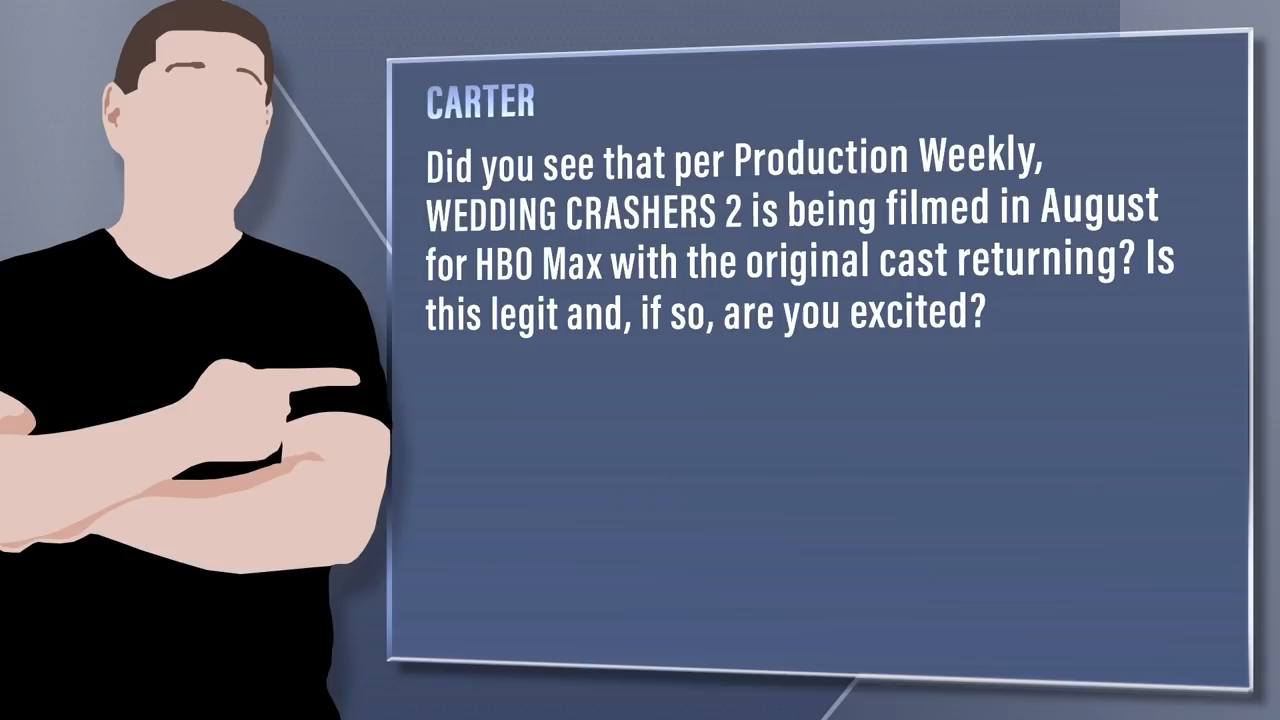 CARTER
Did you see that per Production Weekly,
WEDDING CRASHERS 2 is being filmed in August
for HBO Max with the original cast returning? Is
this legit and, if so, are you excited?